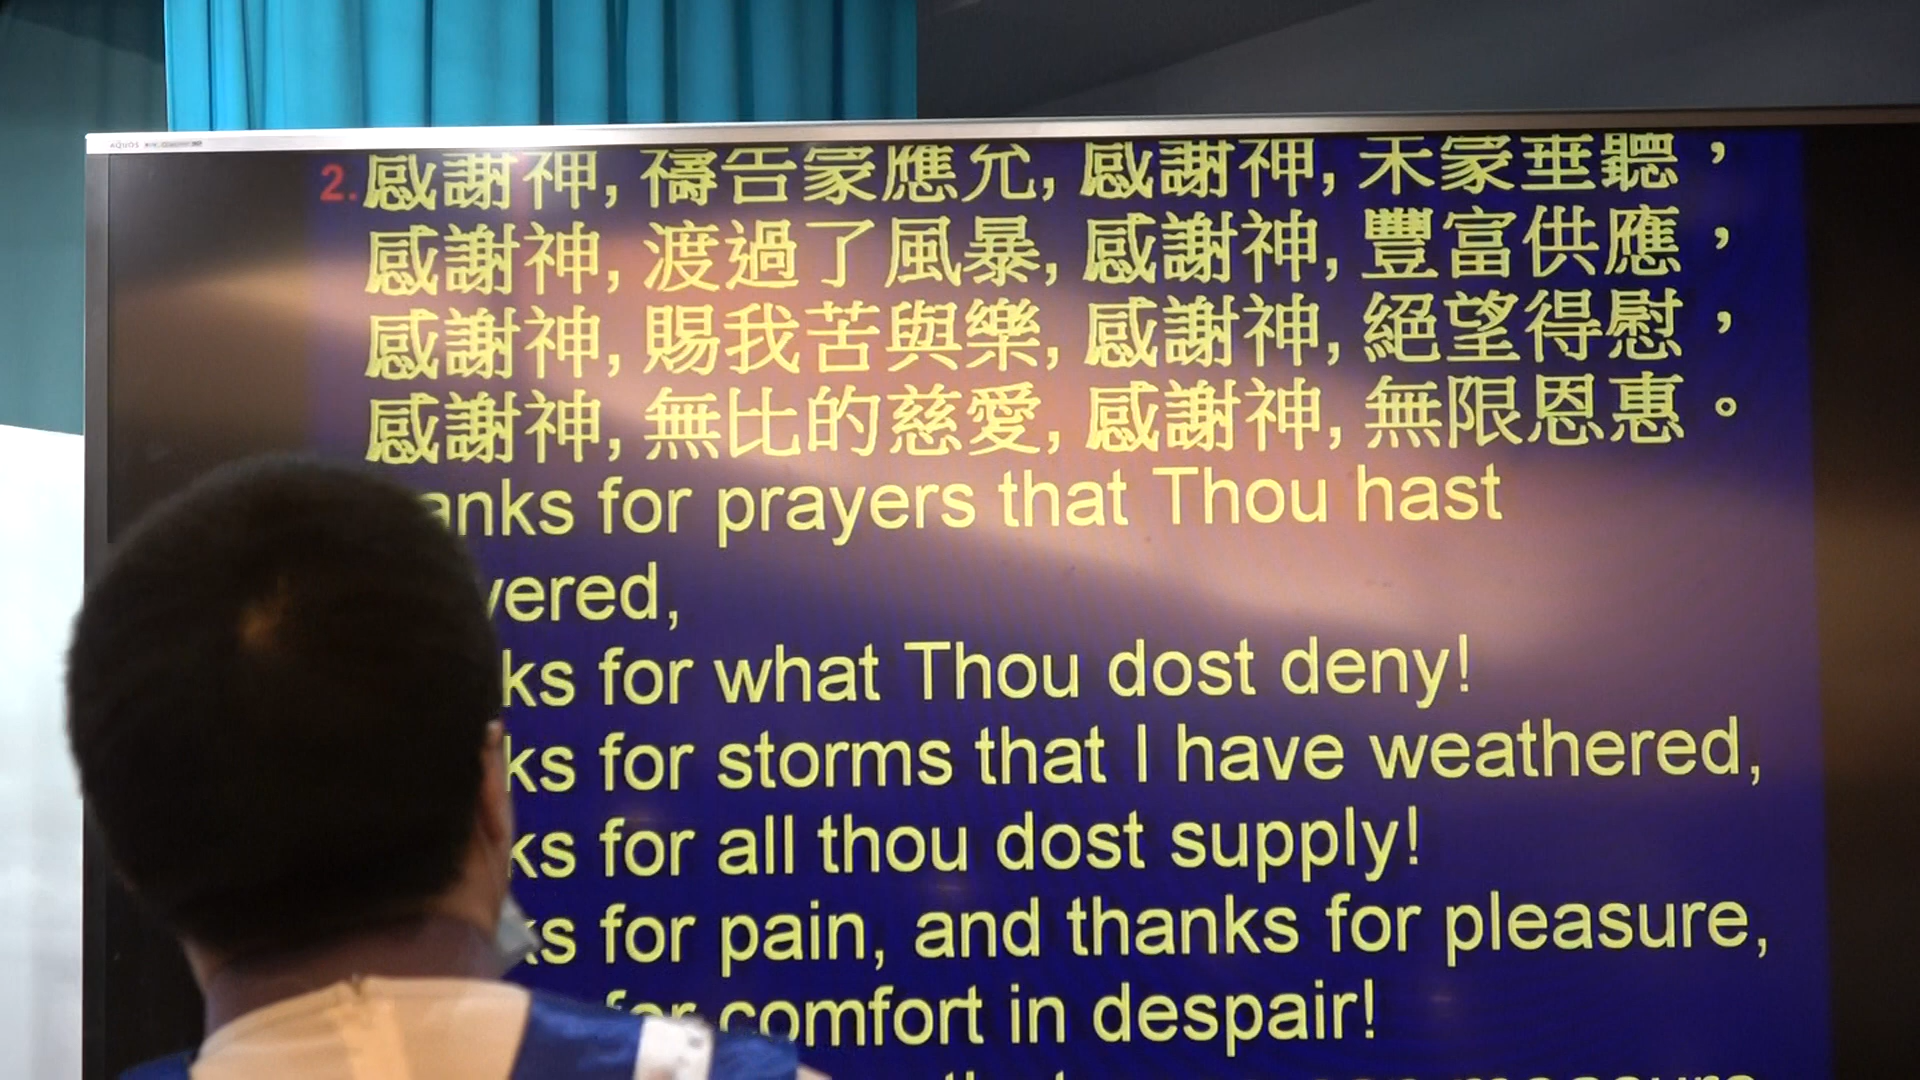 AQUOS
2. 感謝神, 禱告蒙應允, 感謝神, 未蒙垂聽，
感謝神, 渡過了風暴, 感謝神, 豐富供應，
感謝神, 賜我苦與樂, 感謝神, 絕望得慰，
感謝神, 無比的慈愛, 感謝神, 無限恩惠。
anks for prayers that Thou hast
vered,
ks for what Thou dost deny!
ks for storms that I have weathered,
ks for all thou dost supply!
ks for pain, and thanks for pleasure,
for comfort in despair!